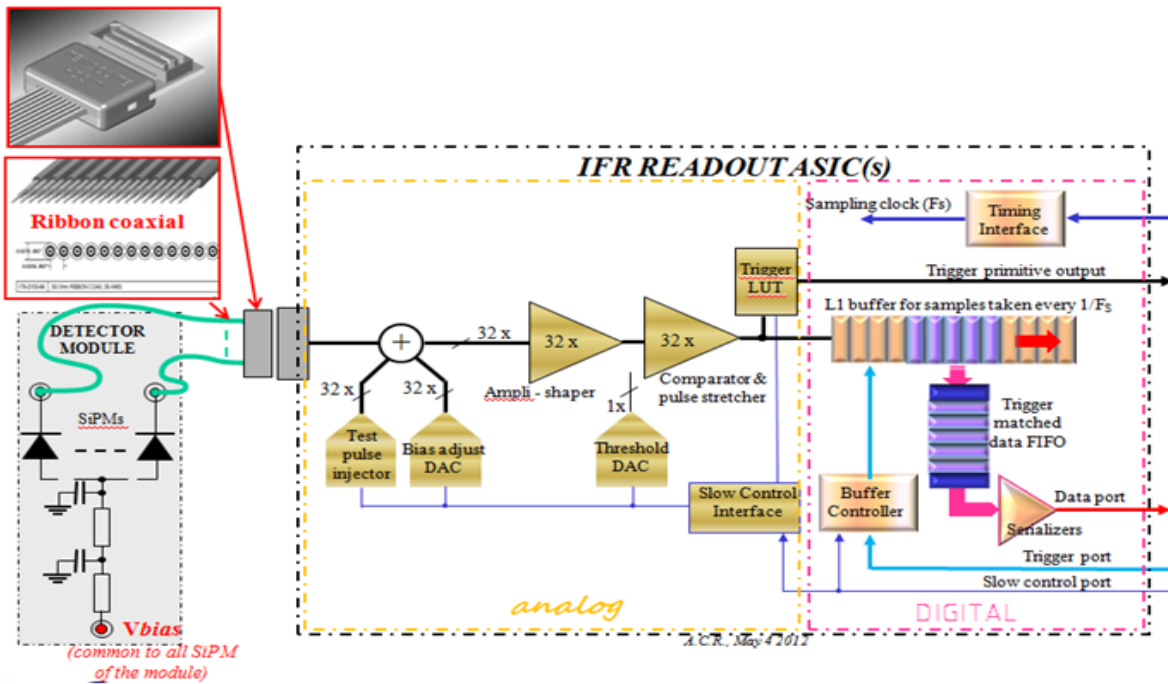 IFR READOUT ASIC(s)
Ribbon coaxial
DETECTOR
MODULE
SiPMs
Vbias
(common to all SiPM
of the module)
32 x
32 x
32 x
Test
pulse
injector
Bias adjust
DAC
32 x
Ampli - shaper
32 x
Comparator &
pulse stretcher
1x
Threshold
DAC
Trigger
LUT
Slow Control
Interface
analog
A.C.R., May 4 2012
Sampling clock (Fs)
Timing
Interface
Trigger primitive output
L1 buffer for samples taken every 1/FS
Trigger
matched
data FIFO
Buffer
Controller
Serializers
Data port
Trigger port
Slow control port
DIGITAL